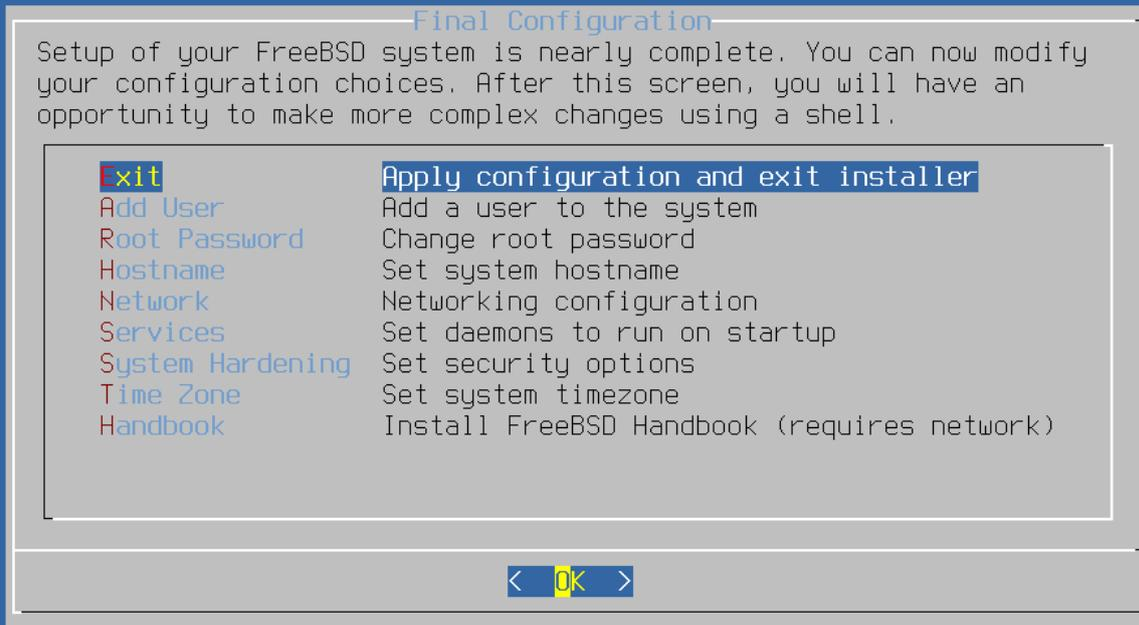 Final Configuration
Setup of your FreeBSD system is nearly complete. You can now modify
your configuration choices. After this screen, you will have an
opportunity to make more complex changes using a shell.
Exit Apply configuration and exit installer
Add User Add a user to the system
Root Password Change root password
Hostname Set system hostname
Network Networking configuration
Services Set daemons to run on startup
System Hardening Set security options
Time Zone Set system timezone
Handbook Install FreeBSD Handbook (requires network)
< OK >